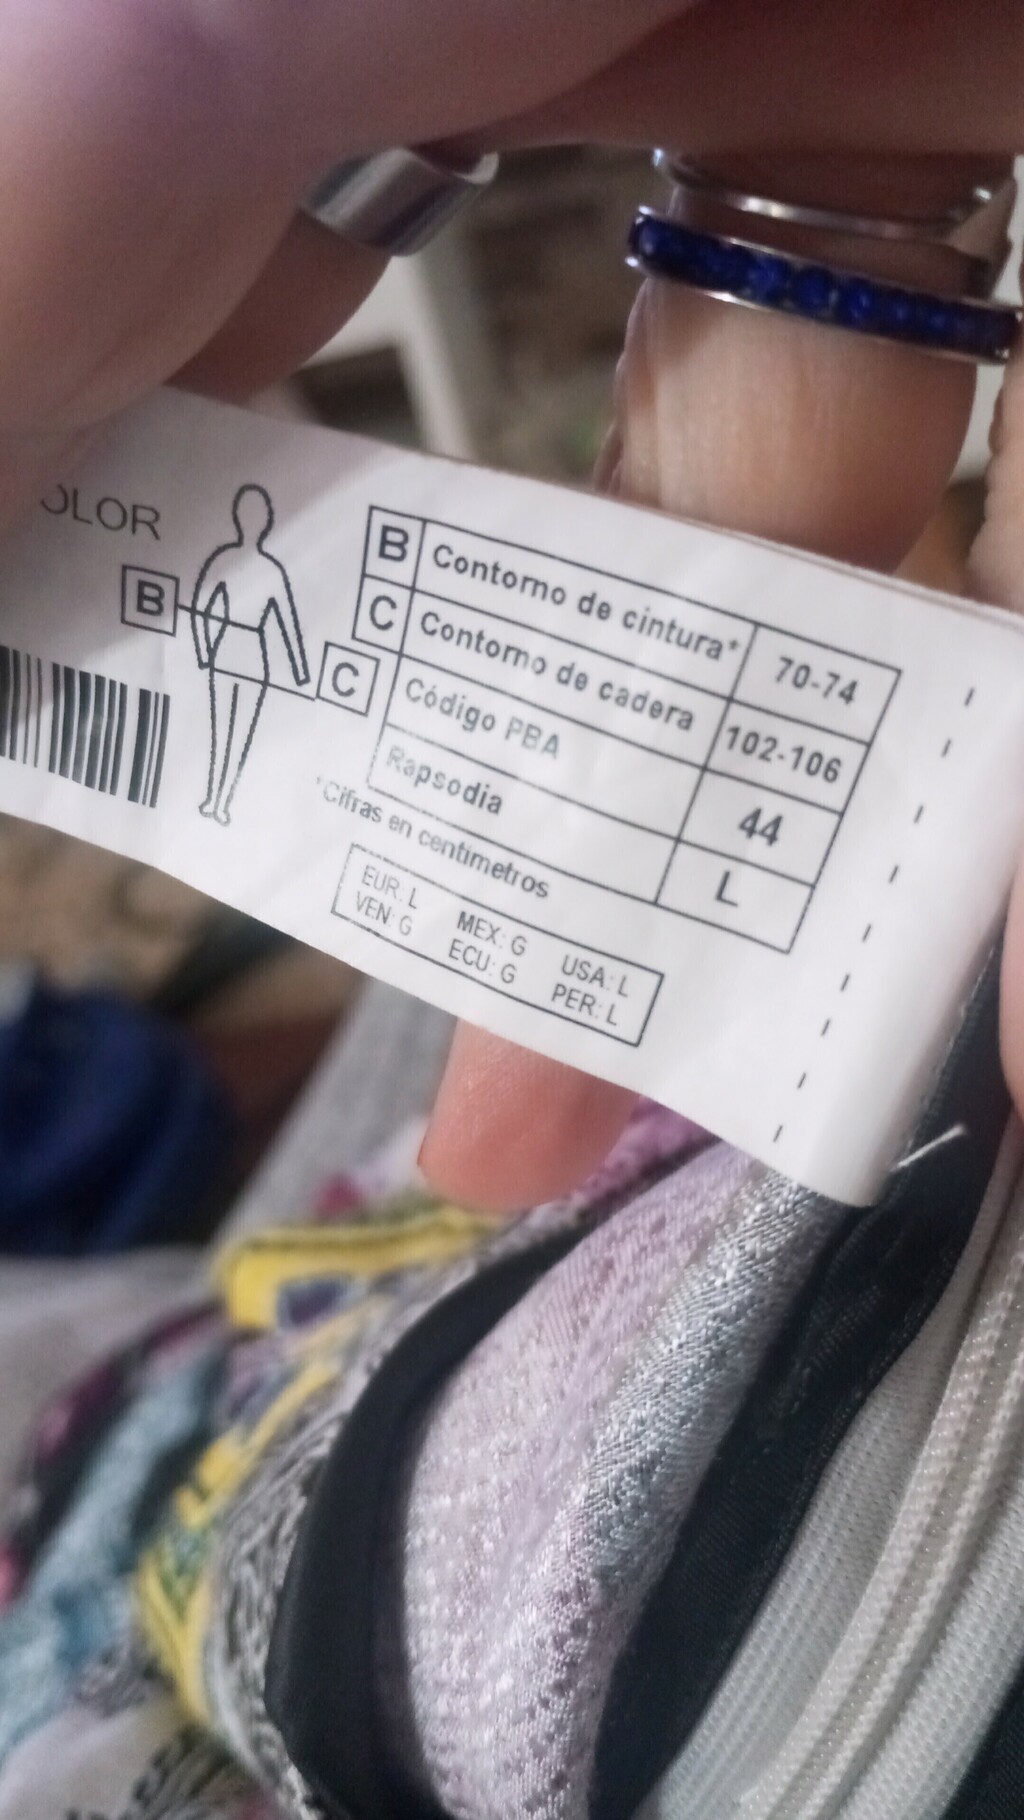 OLOR
B
C
B Contorno de cintura* 70-74
C Contorno de cadera 102-106
Código PBA 44
Rapsodia L
*Cifras en centímetros
EUR: L MEX: G USA: L
VEN: G ECU: G PER: L